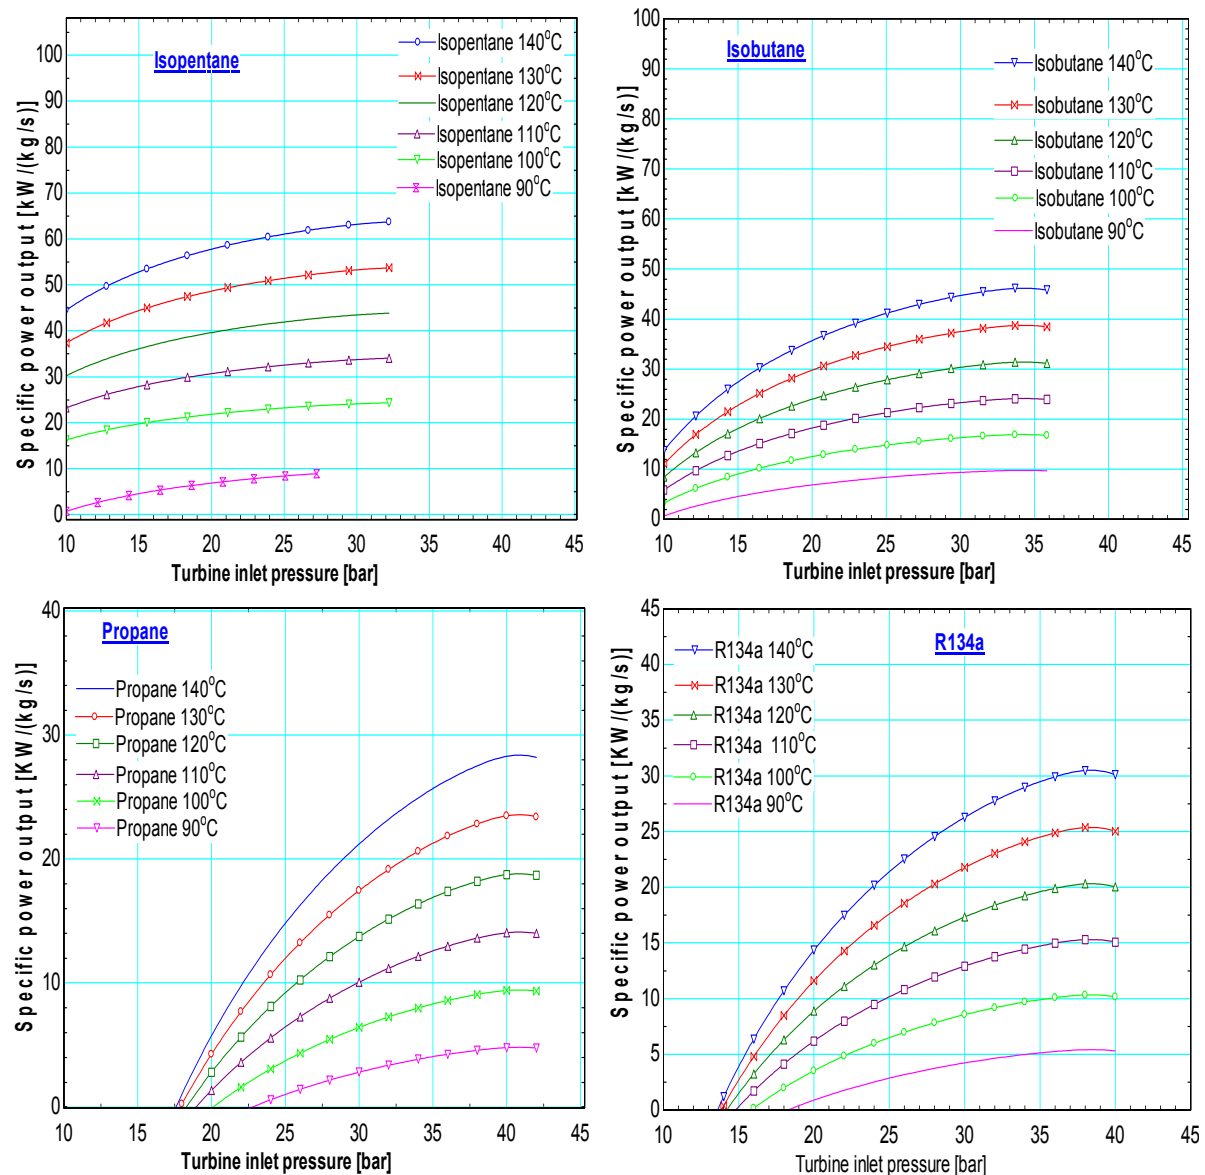 Isopentane
Isopentane 140°C
Isopentane 130°C
Isopentane 120°C
Isopentane 110°C
Isopentane 100°C
Isopentane 90°C
Specific power output [kW/(kg/s)]
100
90
80
70
60
50
40
30
20
10
0
10 15 20 25 30 35 40 45
Turbine inlet pressure [bar]
Isobutane
Isobutane 140°C
Isobutane 130°C
Isobutane 120°C
Isobutane 110°C
Isobutane 100°C
Isobutane 90°C
Specific power output [kW/(kg/s)]
100
90
80
70
60
50
40
30
20
10
0
10 15 20 25 30 35 40 45
Turbine inlet pressure [bar]
Propane
Propane 140°C
Propane 130°C
Propane 120°C
Propane 110°C
Propane 100°C
Propane 90°C
Specific power output [KW/(kg/s)]
40
30
20
10
0
10 15 20 25 30 35 40 45
Turbine inlet pressure [bar]
R134a
R134a 140°C
R134a 130°C
R134a 120°C
R134a 110°C
R134a 100°C
R134a 90°C
Specific power output [KW/(kg/s)]
45
40
35
30
25
20
15
10
5
0
10 15 20 25 30 35 40 45
Turbine inlet pressure [bar]